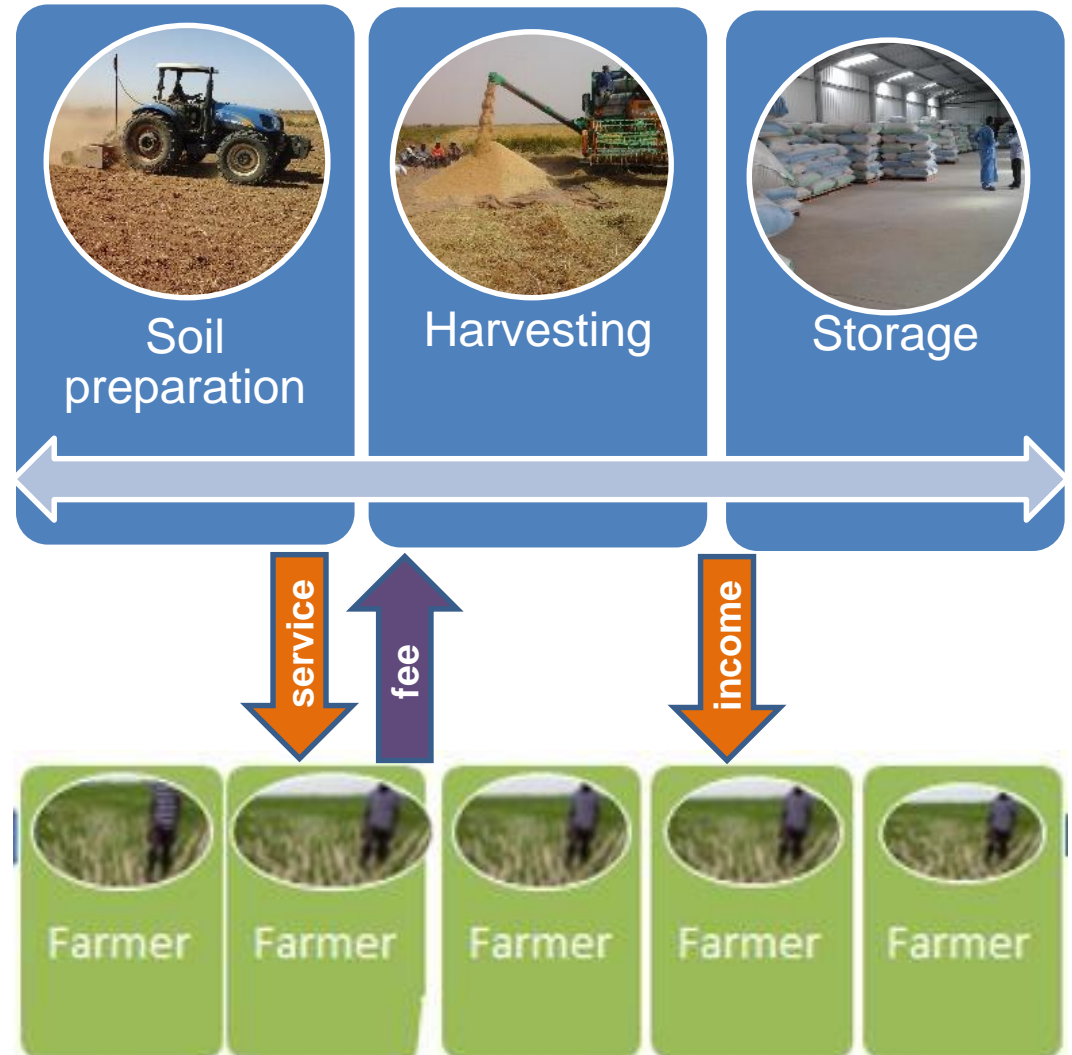 Soil
preparation
Harvesting
Storage
service
fee
income
Farmer
Farmer
Farmer
Farmer
Farmer